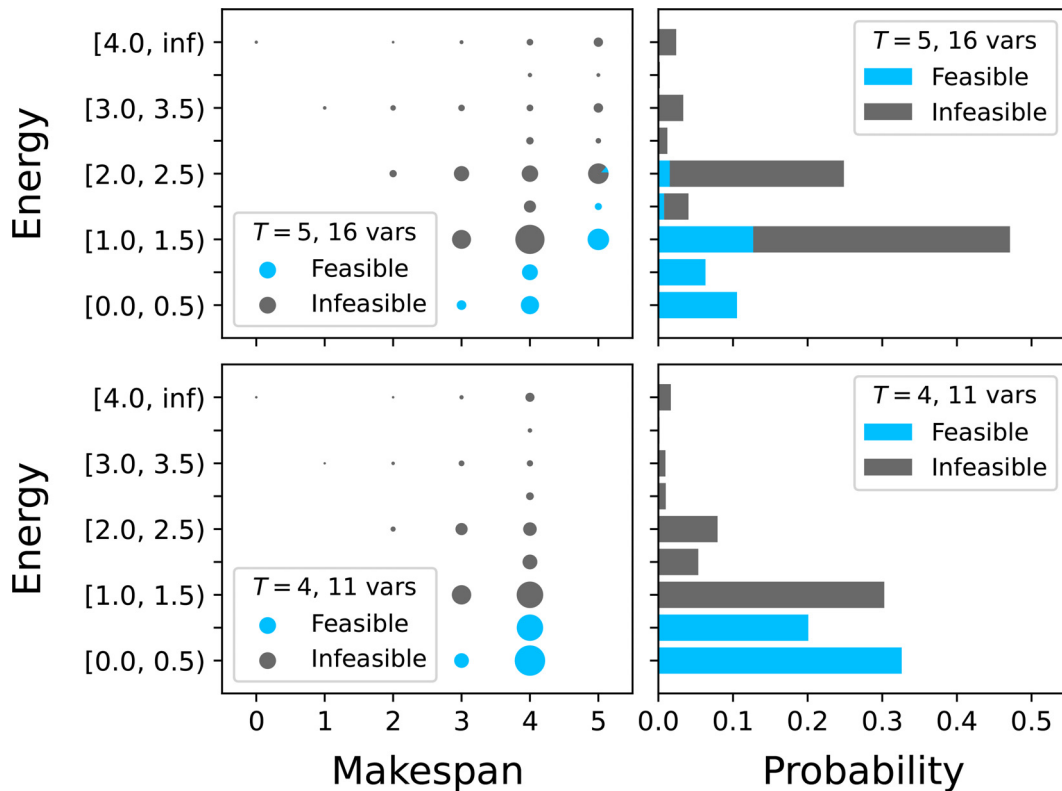 [4.0, inf)
[3.0, 3.5)
[2.0, 2.5)
[1.0, 1.5)
[0.0, 0.5)
Energy
T = 5, 16 vars
Feasible
Infeasible
T = 5, 16 vars
Feasible
Infeasible
[4.0, inf)
[3.0, 3.5)
[2.0, 2.5)
[1.0, 1.5)
[0.0, 0.5)
Energy
T = 4, 11 vars
Feasible
Infeasible
0 1 2 3 4 5
Makespan
T = 4, 11 vars
Feasible
Infeasible
0.0 0.1 0.2 0.3 0.4 0.5
Probability